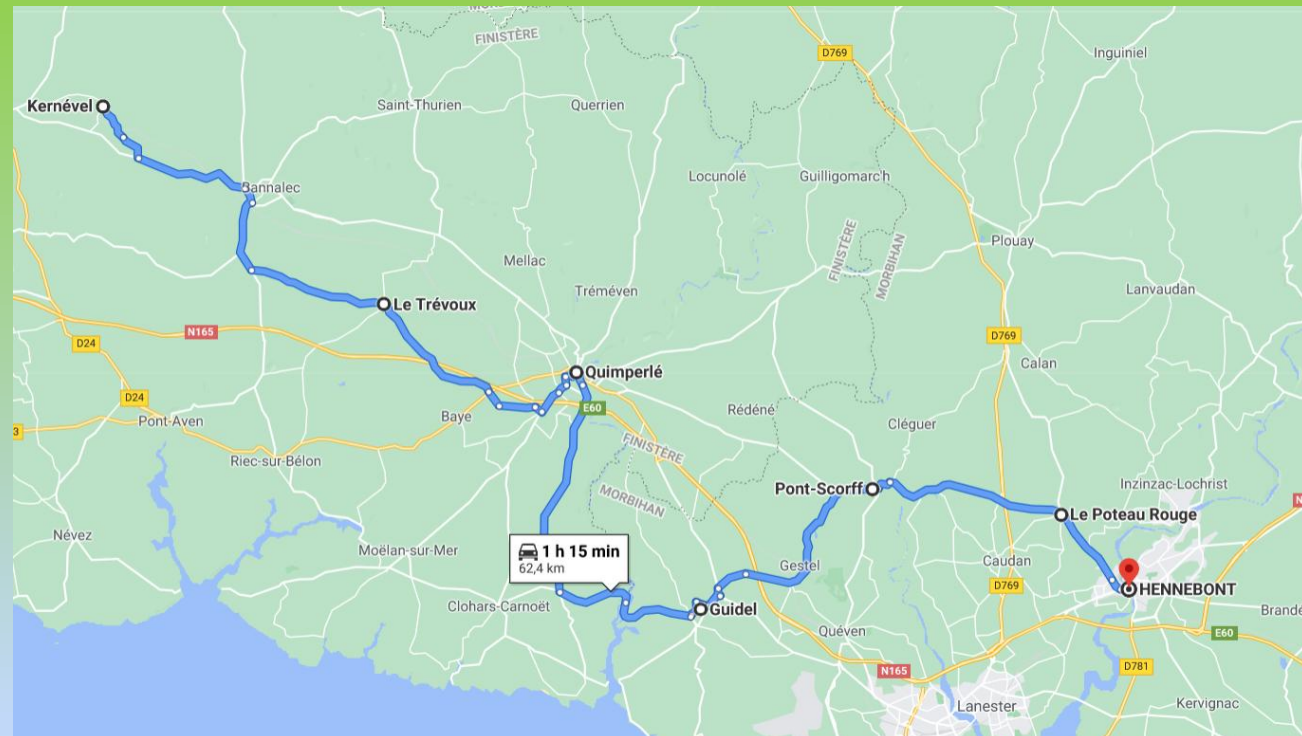 FINISTÈRE
D769
Inguiniel
Kernével
Saint-Thurien
Querrien
Bannalec
Locunolé
Guilligomarc'h
FINISTÈRE
MORBIHAN
Plouay
Mellac
Tréméven
Lanvaudan
Le Trévoux
N165
D24
D769
Calan
Quimperlé
D24
E60
Baye
Rédéné
Cléguer
Pont-Aven
3
FINISTÈRE
Riec-sur-Bélon
Pont-Scorff
Inzinzac-Lochrist
MORBIHAN
N
Le Poteau Rouge
Névez
Moëlan-sur-Mer
1 h 15 min
62,4 km
Gestel
Caudan
D769
HENNEBONT
Clohars-Carnoët
Guidel
Brande
Quéven
E60
N165
D781
Lanester
Kervignac